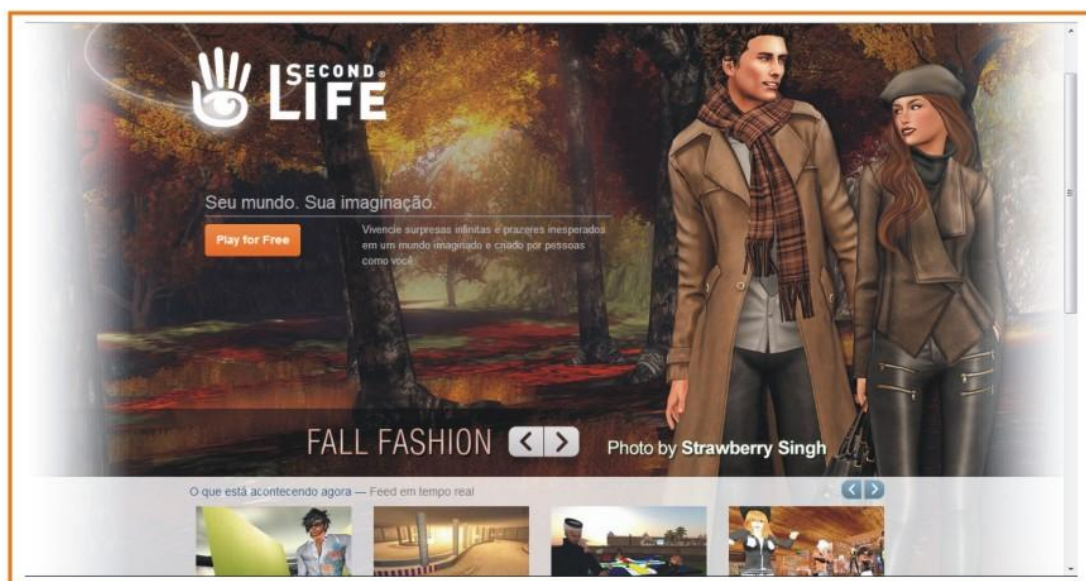 SECOND®
LIFE
Seu mundo. Sua imaginação.
Play for Free
Vivencie surpresas infinitas e prazeres inesperados
em um mundo imaginado e criado por pessoas
como você.
FALL FASHION
Photo by Strawberry Singh
O que está acontecendo agora — Feed em tempo real